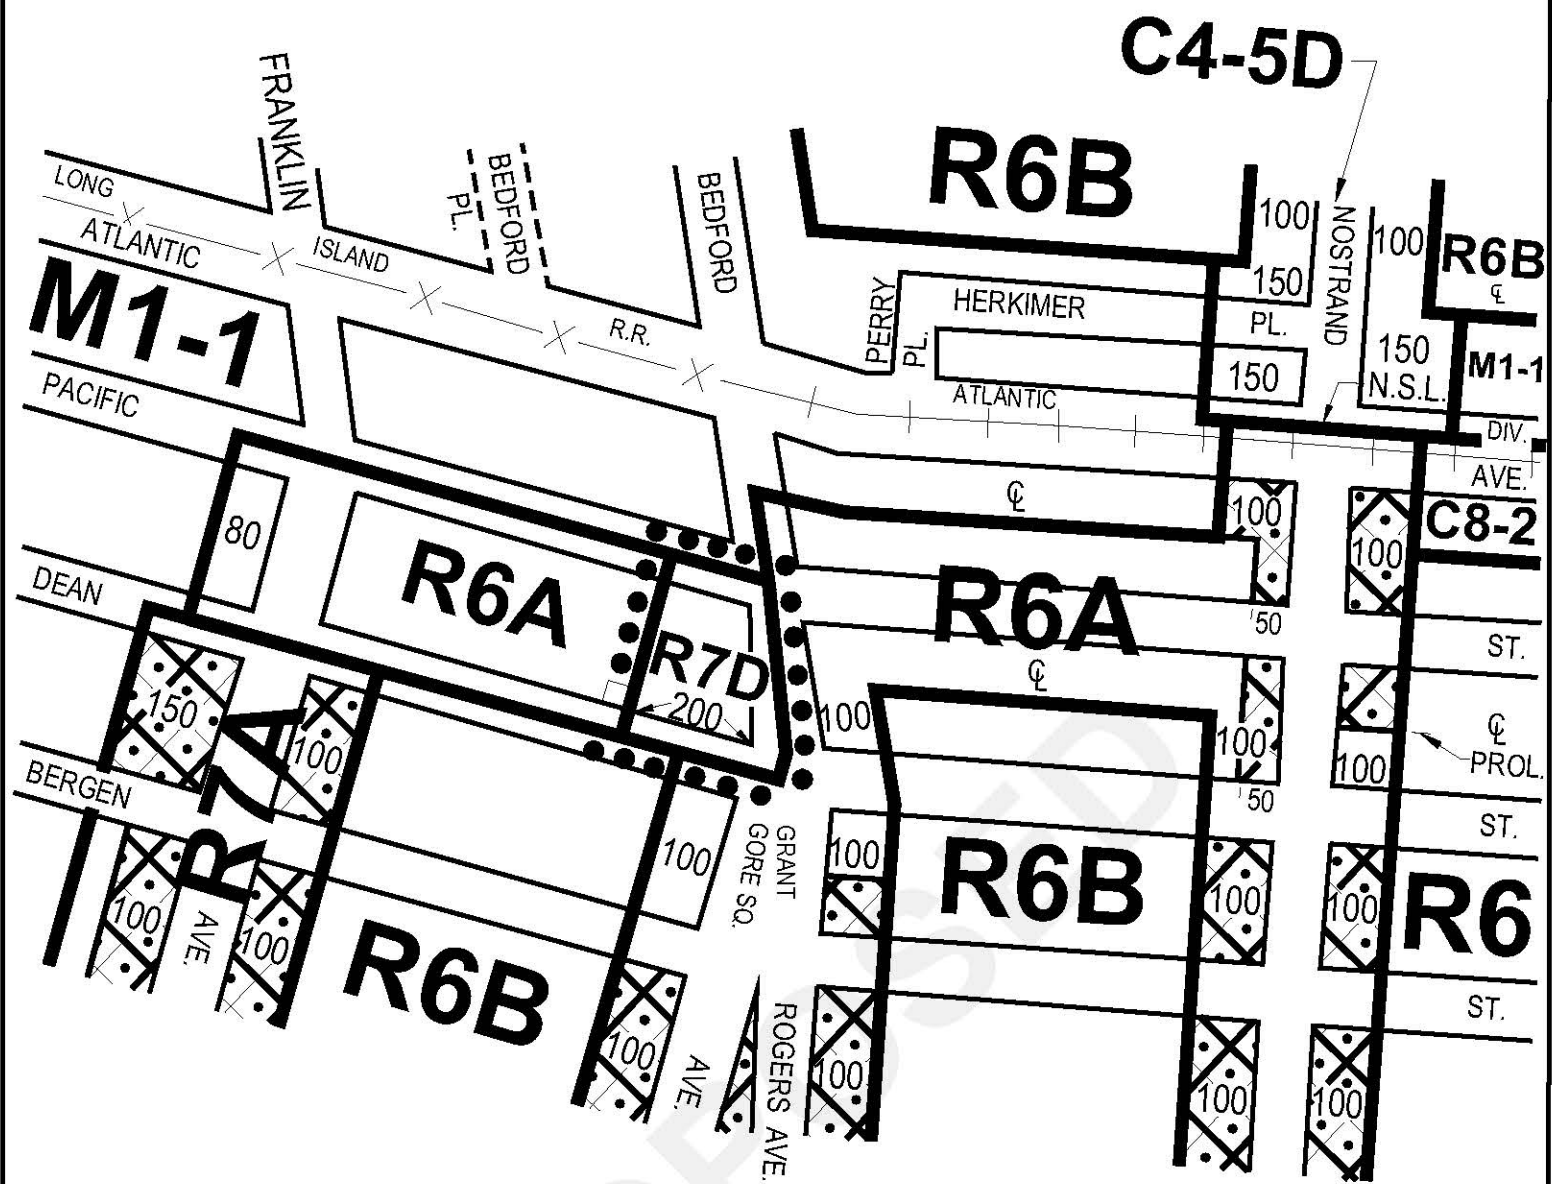 C4-5D
FRANKLIN
BEDFORD
PL.
BEDFORD
R6B
100
NOSTRAND
100
R6B
LONG
ATLANTIC
ISLAND
R.R.
150
℄
M1-1
PERRY
PL.
HERKIMER
PL.
150
M1-1
PACIFIC
ATLANTIC
150
N.S.L.
DIV.
AVE.
80
℄
100
C8-2
100
DEAN
R6A
R6A
50
ST.
R7D
℄
200
150
R7A
100
100
100
℄
PROL.
100
BERGEN
50
ST.
100
GRANT
GORE SQ.
100
R6B
100
100
R6
100
AVE.
100
R6B
ST.
100
AVE.
ROGERS AVE.
100
100
100
POSED